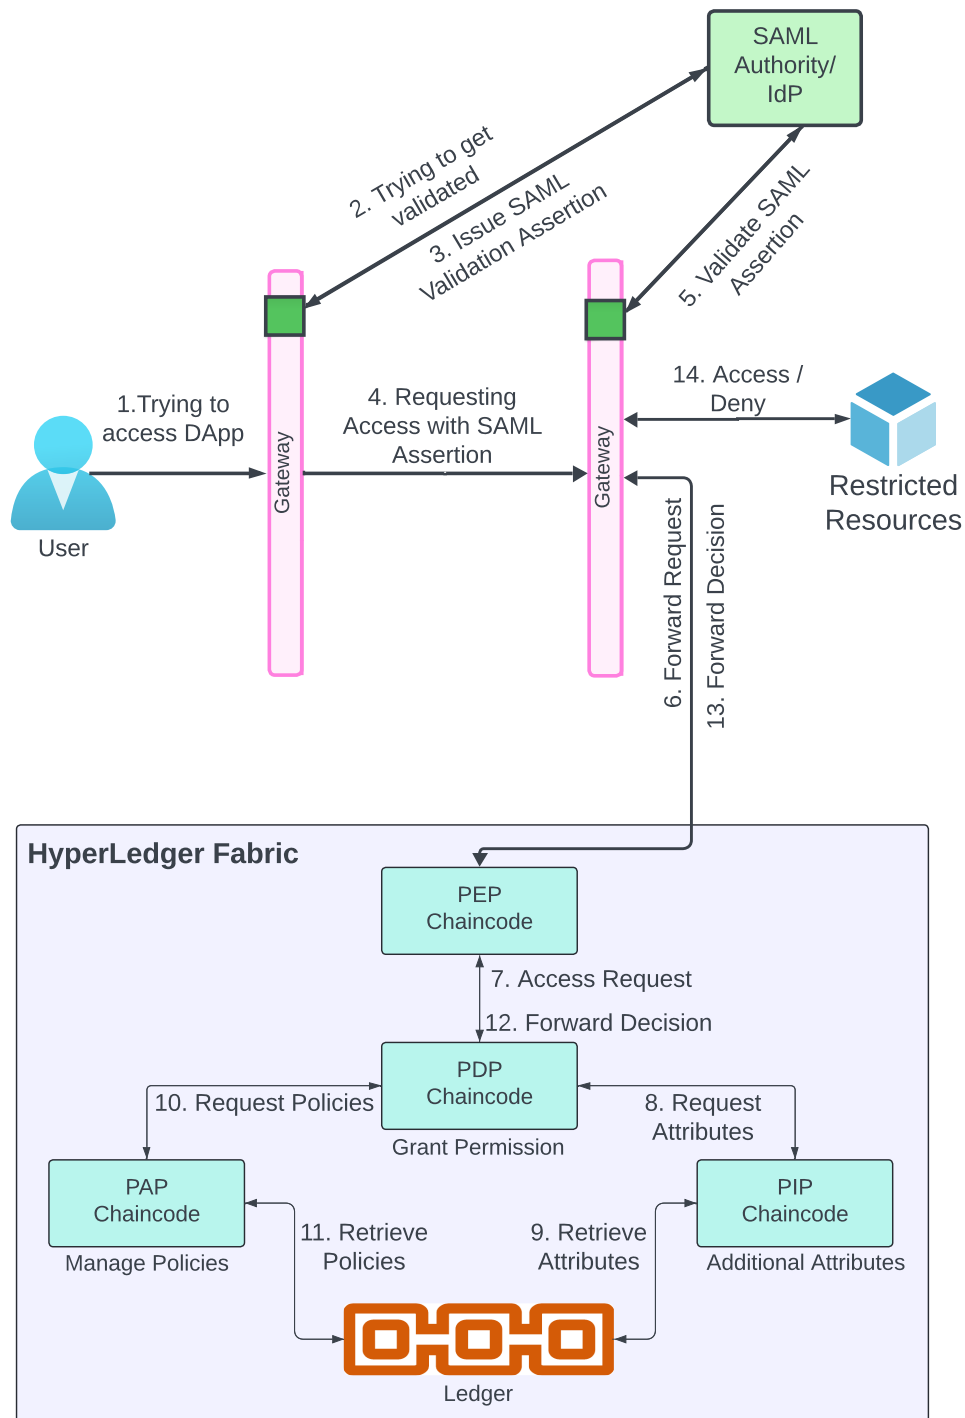 SAML
Authority/
IdP
2. Trying to get
validated
3. Issue SAML
Validation Assertion
5. Validate SAML
Assertion
1.Trying to
access DApp
4. Requesting
Access with SAML
Assertion
14. Access /
Deny
Gateway
Gateway
User
Restricted
Resources
6. Forward Request
13. Forward Decision
HyperLedger Fabric
PEP
Chaincode
7. Access Request
12. Forward Decision
PDP
Chaincode
Grant Permission
10. Request Policies
8. Request
Attributes
PAP
Chaincode
Manage Policies
PIP
Chaincode
Additional Attributes
11. Retrieve
Policies
9. Retrieve
Attributes
Ledger